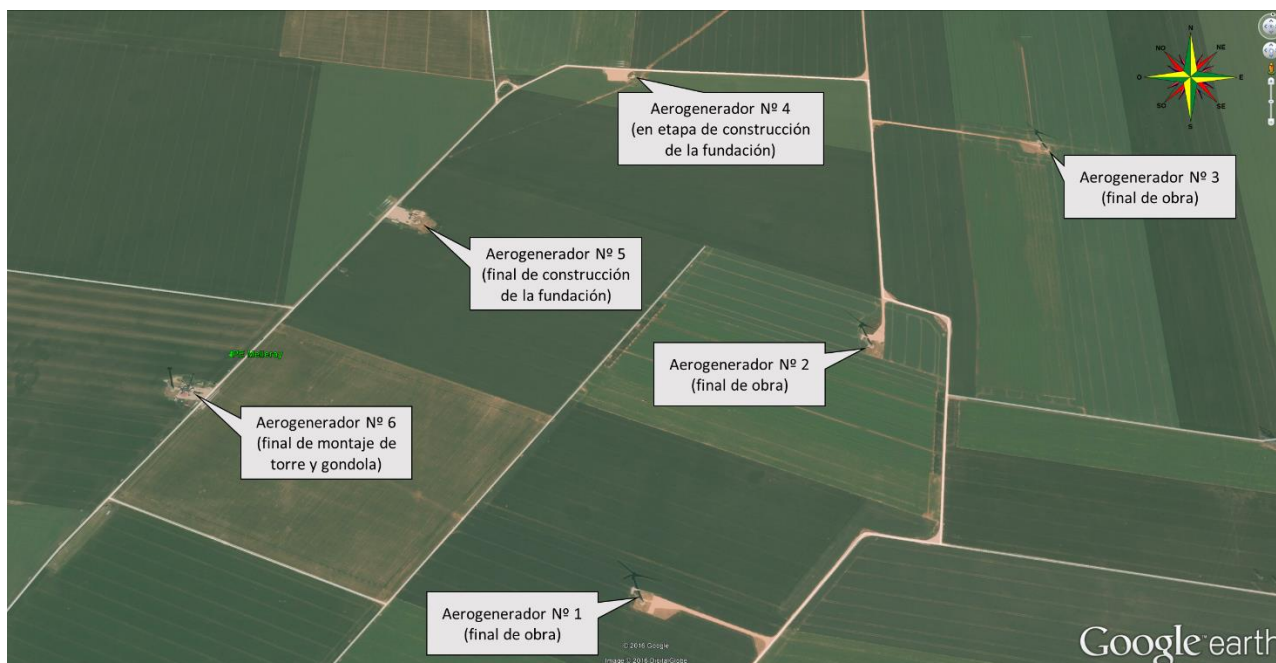 N
NO
NE
O
E
SO
SE
S
Aerogenerador Nº 4
(en etapa de construcción
de la fundación)
Aerogenerador Nº 3
(final de obra)
Aerogenerador Nº 5
(final de construcción
de la fundación)
Aerogenerador Nº 2
(final de obra)
Aerogenerador Nº 6
(final de montaje de
torre y gondola)
Aerogenerador Nº 1
(final de obra)
© 2016 Google
Image © 2016 DigitalGlobe
Google earth